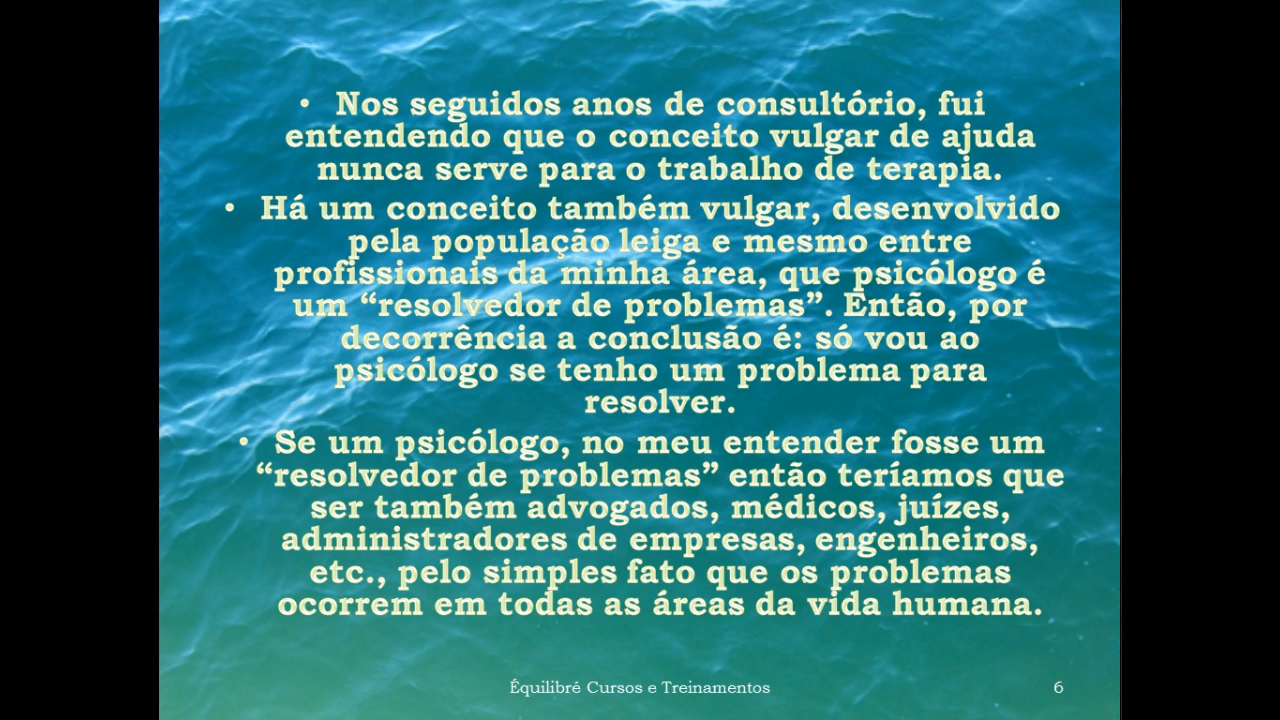 • Nos seguidos anos de consultório, fui
entendendo que o conceito vulgar de ajuda
nunca serve para o trabalho de terapia.
• Há um conceito também vulgar, desenvolvido
pela população leiga e mesmo entre
profissionais da minha área, que psicólogo é
um “resolvedor de problemas”. Então, por
decorrência a conclusão é: só vou ao
psicólogo se tenho um problema para
resolver.
• Se um psicólogo, no meu entender fosse um
“resolvedor de problemas” então teríamos que
ser também advogados, médicos, juízes,
administradores de empresas, engenheiros,
etc., pelo simples fato que os problemas
ocorrem em todas as áreas da vida humana.
Équilibré Cursos e Treinamentos
6